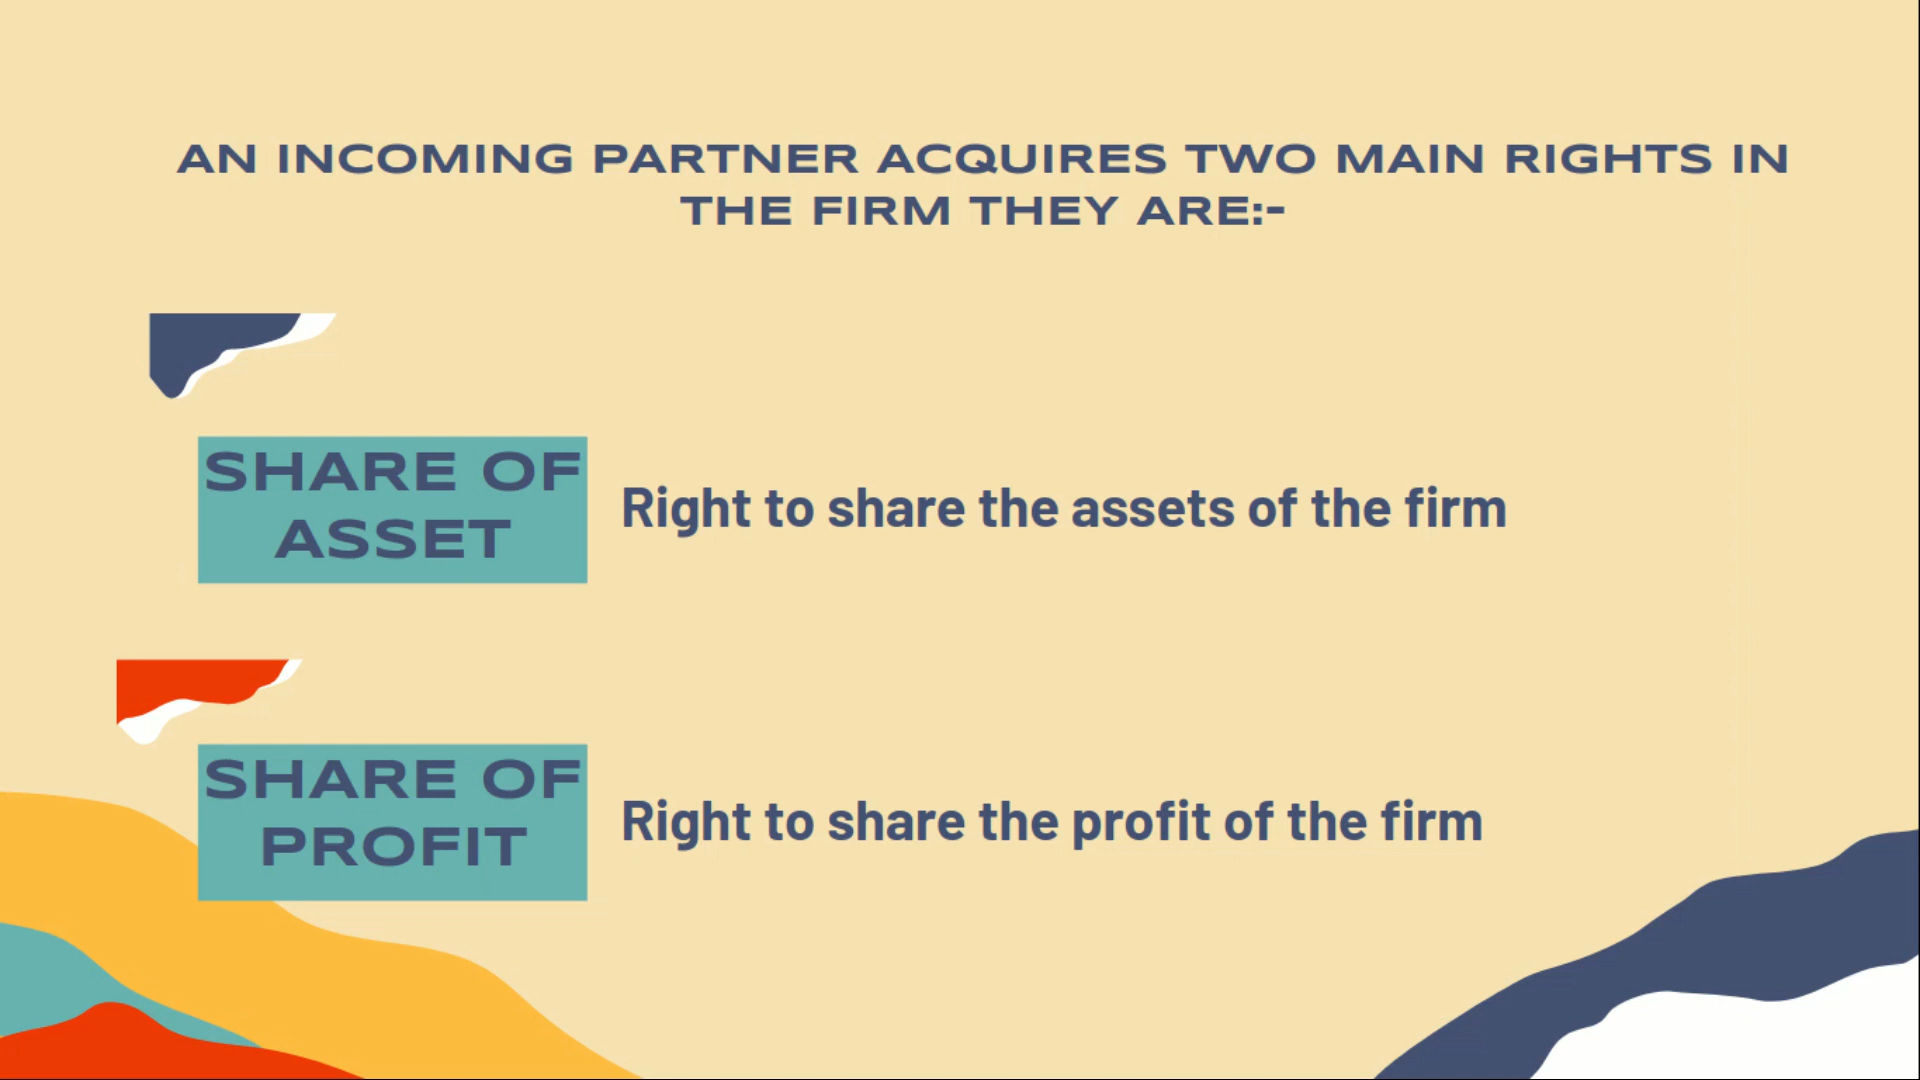 AN INCOMING PARTNER ACQUIRES TWO MAIN RIGHTS IN
THE FIRM THEY ARE:-
SHARE OF
ASSET
Right to share the assets of the firm
SHARE OF
PROFIT
Right to share the profit of the firm